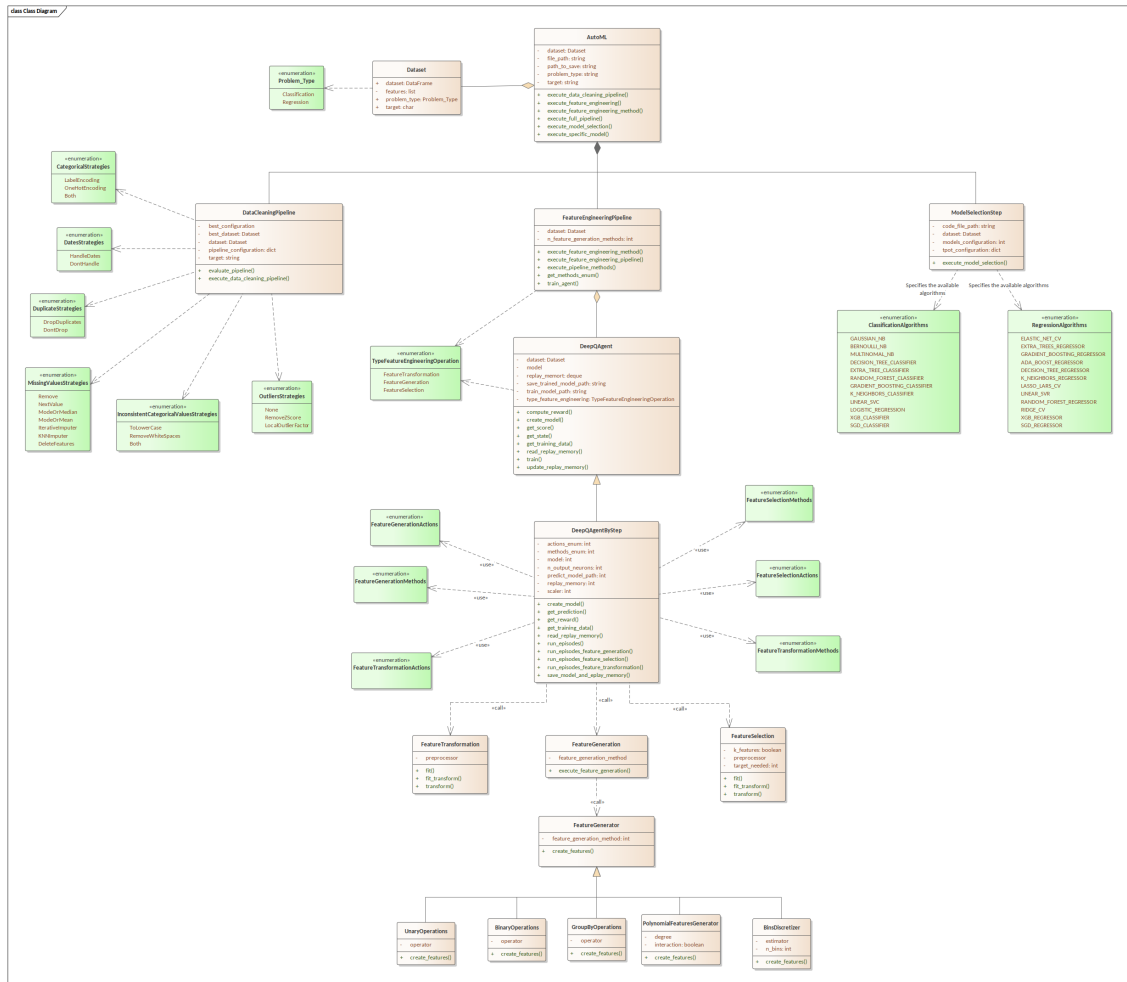 class Class Diagram
AutoML
- dataset: Dataset
- file_path: string
- path_to_save: string
- problem_type: string
- target: string
+ execute_data_cleaning_pipeline()
+ execute_feature_engineering()
+ execute_feature_engineering_method()
+ execute_full_pipeline()
+ execute_model_selection()
+ execute_specific_model()
Dataset
+ dataset: DataFrame
- features: list
+ problem_type: Problem_Type
+ target: char
«enumeration»
Problem_Type
Classification
Regression
«enumeration»
CategoricalStrategies
LabelEncoding
OneHotEncoding
Both
«enumeration»
DatesStrategies
HandleDates
DontHandle
«enumeration»
DuplicateStrategies
DropDuplicates
DontDrop
«enumeration»
MissingValuesStrategies
Remove
NextValue
ModeOrMedian
ModeOrMean
IterativeImputer
KNNImputer
DeleteFeatures
«enumeration»
InconsistentCategoricalValuesStrategies
ToLowerCase
RemoveWhiteSpaces
Both
«enumeration»
OutliersStrategies
None
RemoveZScore
LocalOutlierFactor
DataCleaningPipeline
- best_configuration
- best_dataset: Dataset
- dataset: Dataset
- pipeline_configuration: dict
- target: string
+ evaluate_pipeline()
+ execute_data_cleaning_pipeline()
FeatureEngineeringPipeline
- dataset: Dataset
- n_feature_generation_methods: int
+ execute_feature_engineering_method()
+ execute_feature_engineering_pipeline()
+ execute_pipeline_methods()
+ get_methods_enum()
+ train_agent()
ModelSelectionStep
- code_file_path: string
- dataset: Dataset
- models_configuration: int
- tpot_configuration: dict
+ execute_model_selection()
Specifies the available
algorithms
Specifies the available algorithms
«enumeration»
ClassificationAlgorithms
GAUSSIAN_NB
BERNOULLI_NB
MULTINOMAL_NB
DECISION_TREE_CLASSIFIER
EXTRA_TREE_CLASSIFIER
RANDOM_FOREST_CLASSIFIER
GRADIENT_BOOSTING_CLASSIFIER
K_NEIGHBORS_CLASSIFIER
LINEAR_SVC
LOGISTIC_REGRESSION
XGB_CLASSIFIER
SGD_CLASSIFIER
«enumeration»
RegressionAlgorithms
ELASTIC_NET_CV
EXTRA_TREES_REGRESSOR
GRADIENT_BOOSTING_REGRESSOR
ADA_BOOST_REGRESSOR
DECISION_TREE_REGRESSOR
K_NEIGHBORS_REGRESSOR
LASSO_LARS_CV
LINEAR_SVR
RANDOM_FOREST_REGRESSOR
RIDGE_CV
XGB_REGRESSOR
SGD_REGRESSOR
«enumeration»
TypeFeatureEngineeringOperation
FeatureTransformation
FeatureGeneration
FeatureSelection
DeepQAgent
- dataset: Dataset
- model
- replay_memort: deque
- save_trained_model_path: string
- train_model_path: string
- type_feature_engineering: TypeFeatureEngineeringOperation
+ compute_reward()
+ create_model()
+ get_score()
+ get_state()
+ get_training_data()
+ read_replay_memory()
+ train()
+ update_replay_memory()
«enumeration»
FeatureGenerationActions
«enumeration»
FeatureGenerationMethods
«enumeration»
FeatureTransformationActions
«use»
«use»
«use»
DeepQAgentByStep
- actions_enum: int
- methods_enum: int
- model: int
- n_output_neurons: int
- predict_model_path: int
- replay_memory: int
- scaler: int
+ create_model()
+ get_prediction()
+ get_reward()
+ get_training_data()
+ read_replay_memory()
+ run_episodes()
+ run_episodes_feature_generation()
+ run_episodes_feature_selection()
+ run_episodes_feature_transformation()
+ save_model_and_eplay_memory()
«use»
«use»
«use»
«enumeration»
FeatureSelectionMethods
«enumeration»
FeatureSelectionActions
«enumeration»
FeatureTransformationMethods
«call»
«call»
«call»
FeatureTransformation
- preprocessor
+ fit()
+ fit_transform()
+ transform()
FeatureGeneration
- feature_generation_method
+ execute_feature_generation()
FeatureSelection
- k_features: boolean
- preprocessor
- target_needed: int
+ fit()
+ fit_transform()
+ transform()
«call»
FeatureGenerator
- feature_generation_method: int
+ create_features()
UnaryOperations
- operator
+ create_features()
BinaryOperations
- operator
+ create_features()
GroupByOperations
- operator
+ create_features()
PolynomialFeaturesGenerator
- degree
- interaction: boolean
+ create_features()
BinsDiscretizer
- estimator
- n_bins: int
+ create_features()